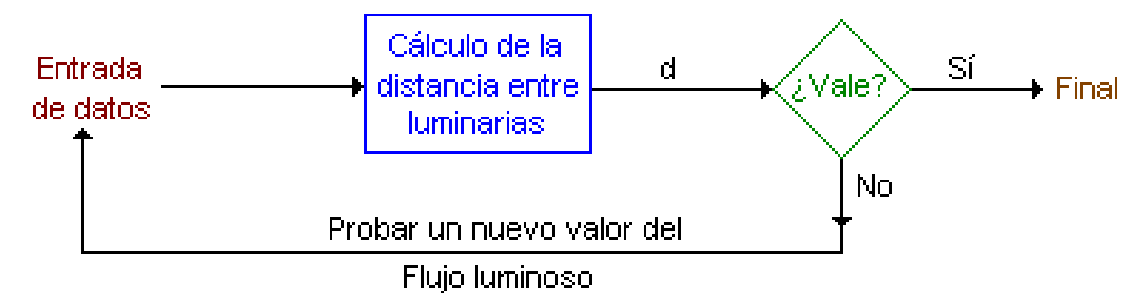 Entrada
de datos
Cálculo de la
distancia entre
luminarias
d
¿Vale?
Sí
Final
No
Probar un nuevo valor del
Flujo luminoso